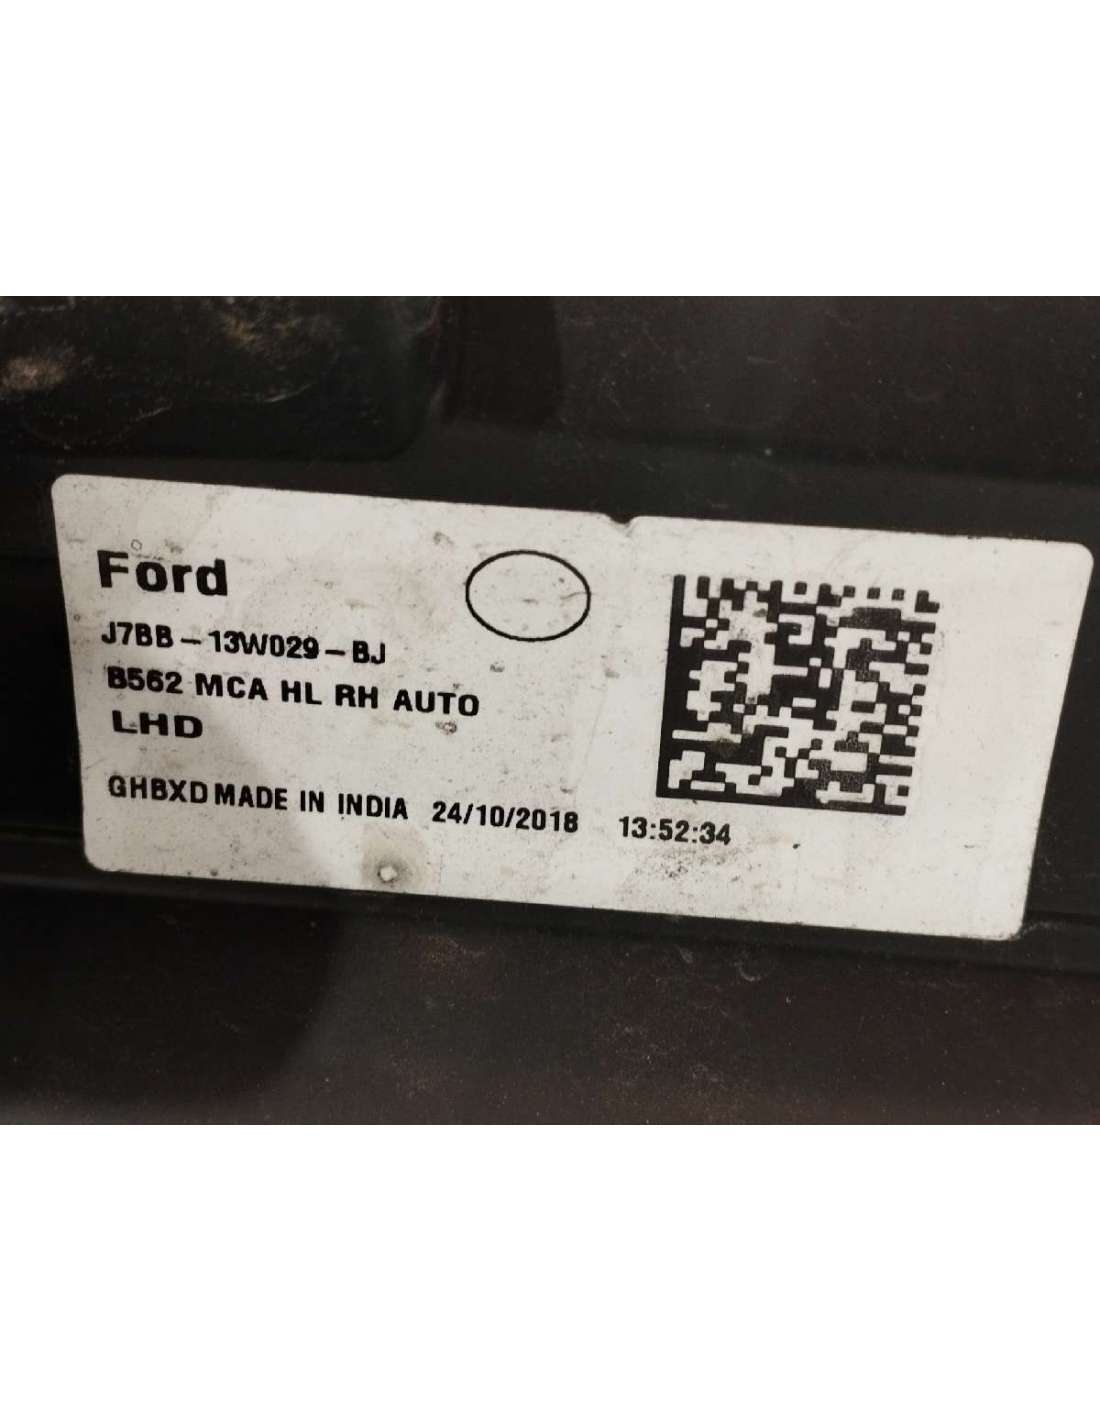 Ford
J7BB-13W029-BJ
B562 MCA HL RH AUTO
LHD
GHBXD MADE IN INDIA 24/10/2018 13:52:34